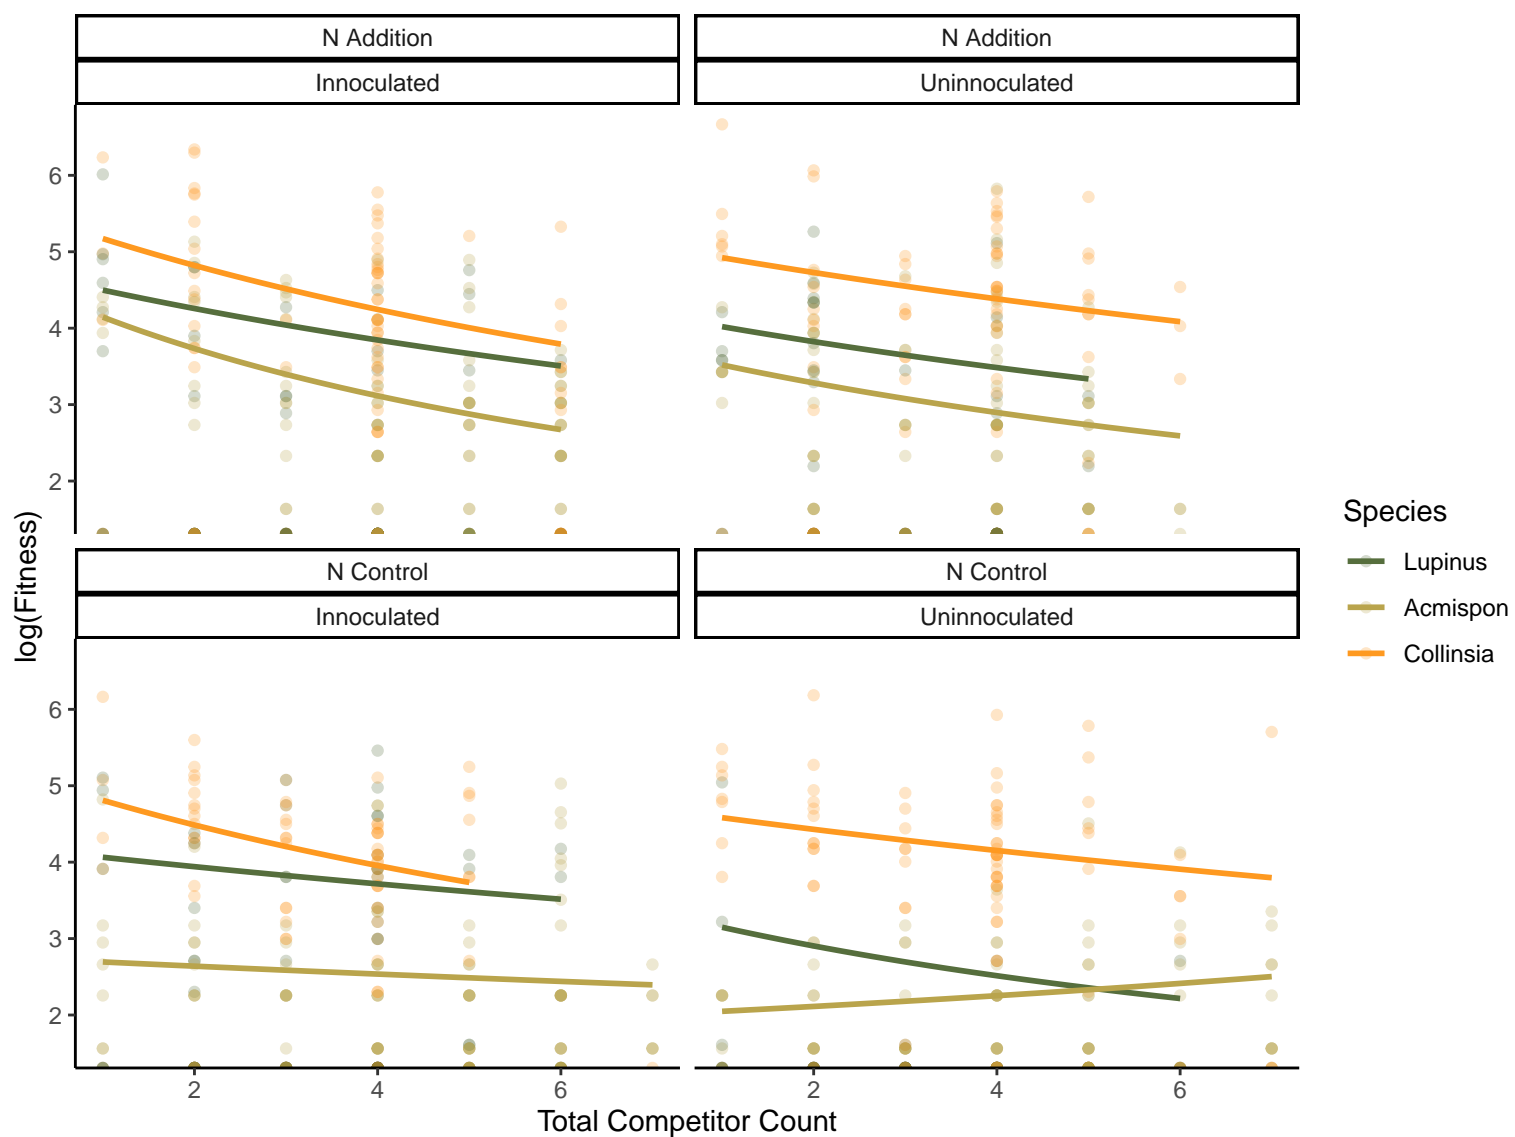 N Addition
N Addition
Innoculated
Uninnoculated
6
5
4
3
2
N Control
N Control
Innoculated
Uninnoculated
6
5
4
3
2
2
4
6
2
4
6
Total Competitor Count
log(Fitness)
Species
Lupinus
Acmispon
Collinsia